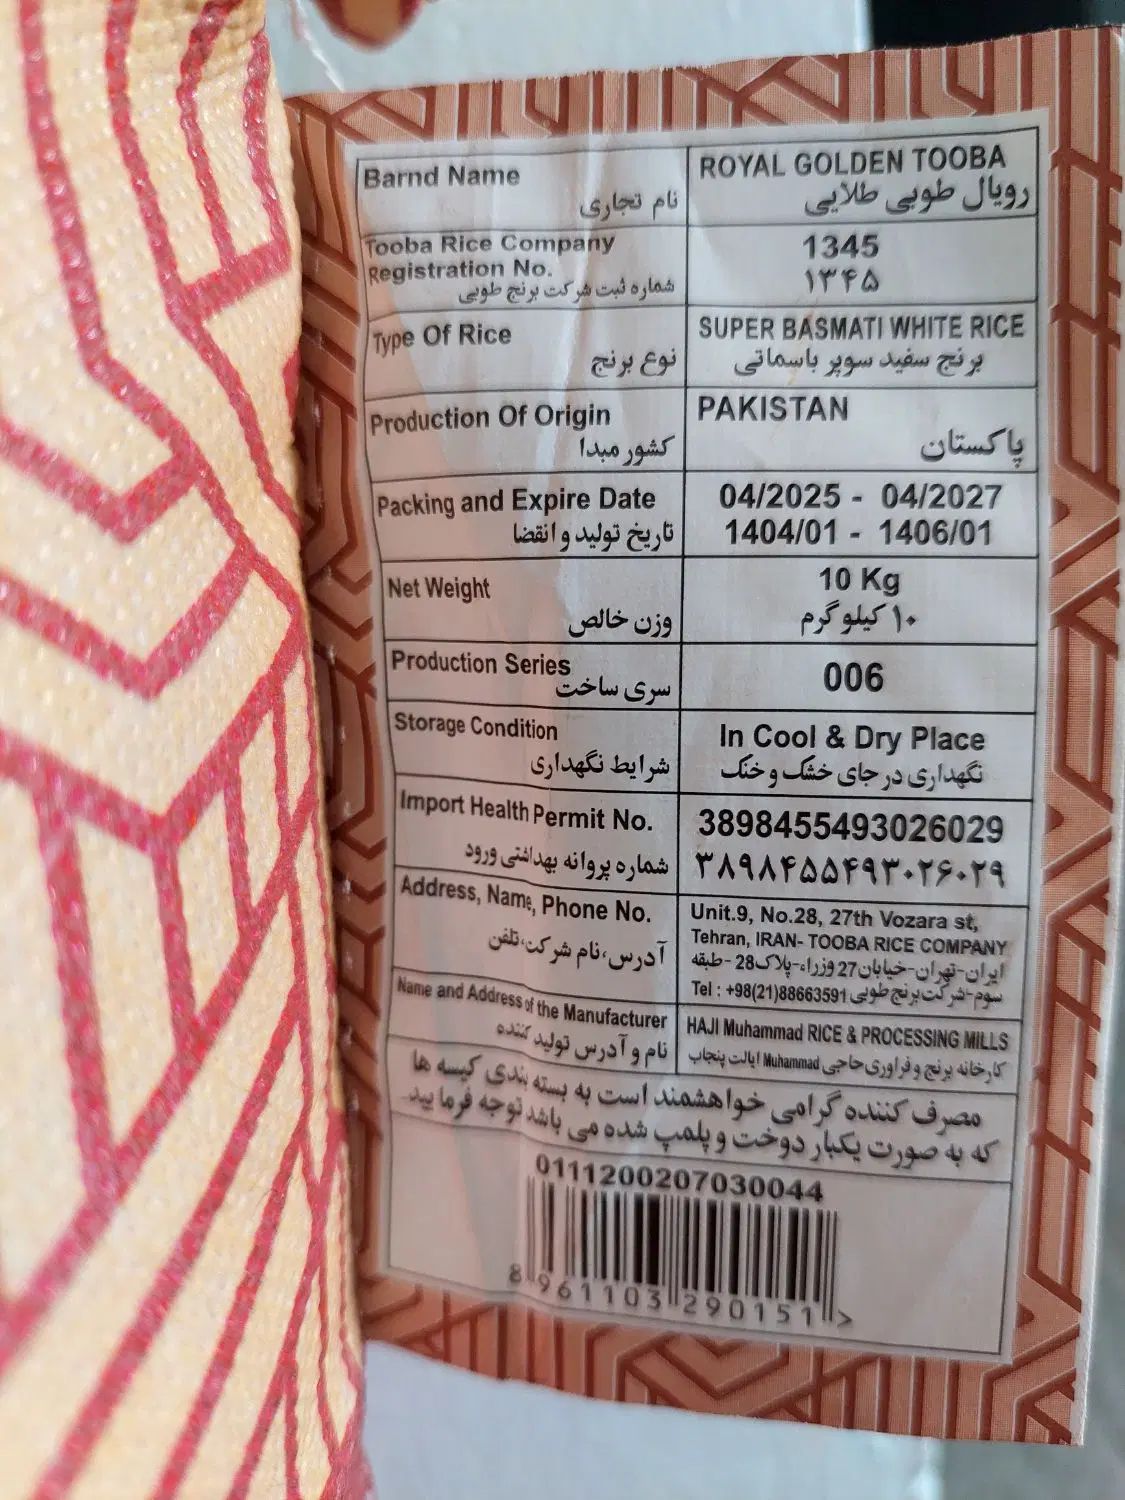 Barnd Name
نام تجاری
ROYAL GOLDEN TOOBA
رویال طوبی طلایی
Tooba Rice Company
Registration No.
شماره ثبت شرکت برنج طوبی
1345
۱۳۴۵
Type Of Rice
نوع برنج
SUPER BASMATI WHITE RICE
برنج سفید سوپر باسماتی
Production Of Origin
کشور مبدا
PAKISTAN
پاکستان
Packing and Expire Date
تاریخ تولید و انقضا
04/2025 - 04/2027
1404/01 - 1406/01
Net Weight
وزن خالص
10 Kg
۱۰ کیلو گرم
Production Series
سری ساخت
006
Storage Condition
شرایط نگهداری
In Cool & Dry Place
نگهداری در جای خشک و خنک
Import Health Permit No.
شماره پروانه بهداشتی ورود
3898455493026029
۳۸۹۸۴۵۵۴۹۳۰۲۶۰۲۹
Address, Name, Phone No.
آدرس، نام شرکت، تلفن
Unit.9, No.28, 27th Vozara st,
Tehran, IRAN- TOOBA RICE COMPANY
ایران-تهران-خیابان 27 وزراء-پلاک 28- طبقه
سوم-شرکت برنج طوبی Tel : +98(21)88663591
Name and Address of the Manufacturer
نام و آدرس تولید کننده
HAJI Muhammad RICE & PROCESSING MILLS
کارخانه برنج و فرآوری حاجی Muhammad ایالت پنجاب
مصرف کننده گرامی خواهشمند است به بسته بندی کیسه ها
که به صورت یکبار دوخت و پلمپ شده می باشد توجه فرمایید.
0111200207030044
8 961103 290151 >